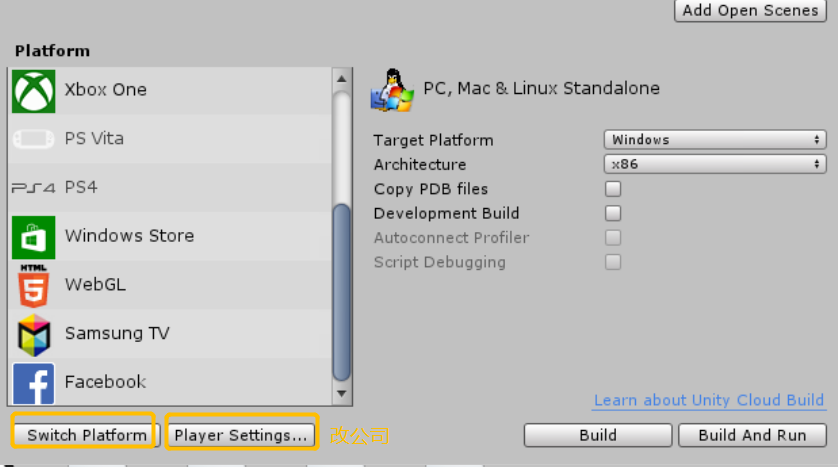 Add Open Scenes
Platform
Xbox One
PS Vita
PS4 PS4
Windows Store
HTML
5
WebGL
Samsung TV
Facebook
PC, Mac & Linux Standalone
Target Platform Windows
Architecture x86
Copy PDB files
Development Build
Autoconnect Profiler
Script Debugging
Learn about Unity Cloud Build
Switch Platform Player Settings... 改公司 Build Build And Run